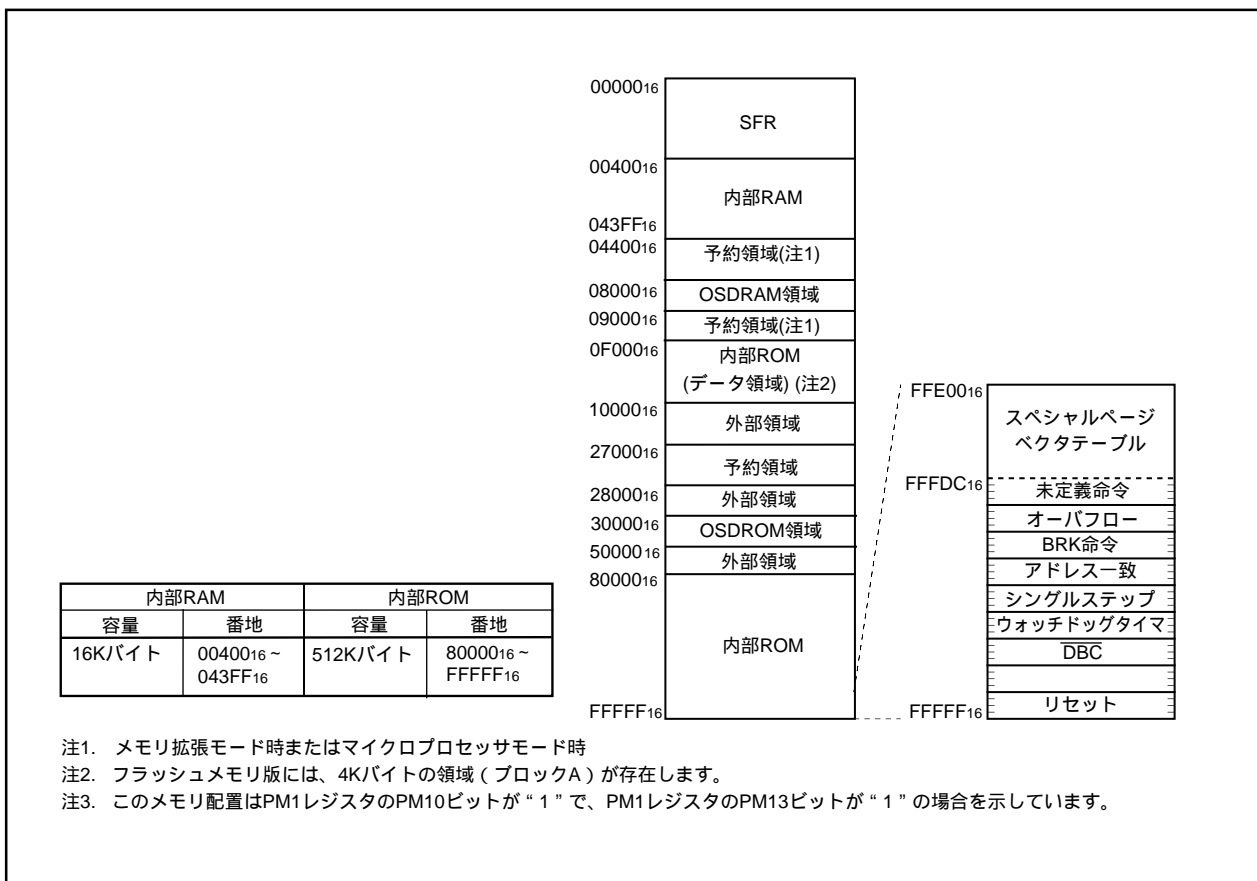 0000016
SFR
0040016
内部RAM
043FF16
0440016
予約領域(注1)
0800016
OSDRAM領域
0900016
予約領域(注1)
0F00016
内部ROM
(データ領域) (注2)
1000016
外部領域
2700016
予約領域
2800016
外部領域
3000016
OSDROM領域
5000016
外部領域
8000016
内部ROM
FFFFF16
FFE0016
スペシャルページ
ベクタテーブル
FFFDC16
未定義命令
オーバフロー
BRK命令
アドレス一致
シングルステップ
ウォッチドッグタイマ
DBC
リセット
FFFFF16
内部RAM 内部ROM
容量 番地 容量 番地
16Kバイト 0040016 ~ 512Kバイト 8000016 ~
043FF16 FFFFF16
注1. メモリ拡張モード時またはマイクロプロセッサモード時
注2. フラッシュメモリ版には、4Kバイトの領域(ブロックA)が存在します。
注3. このメモリ配置はPM1レジスタのPM10ビットが“1”で、PM1レジスタのPM13ビットが“1”の場合を示しています。